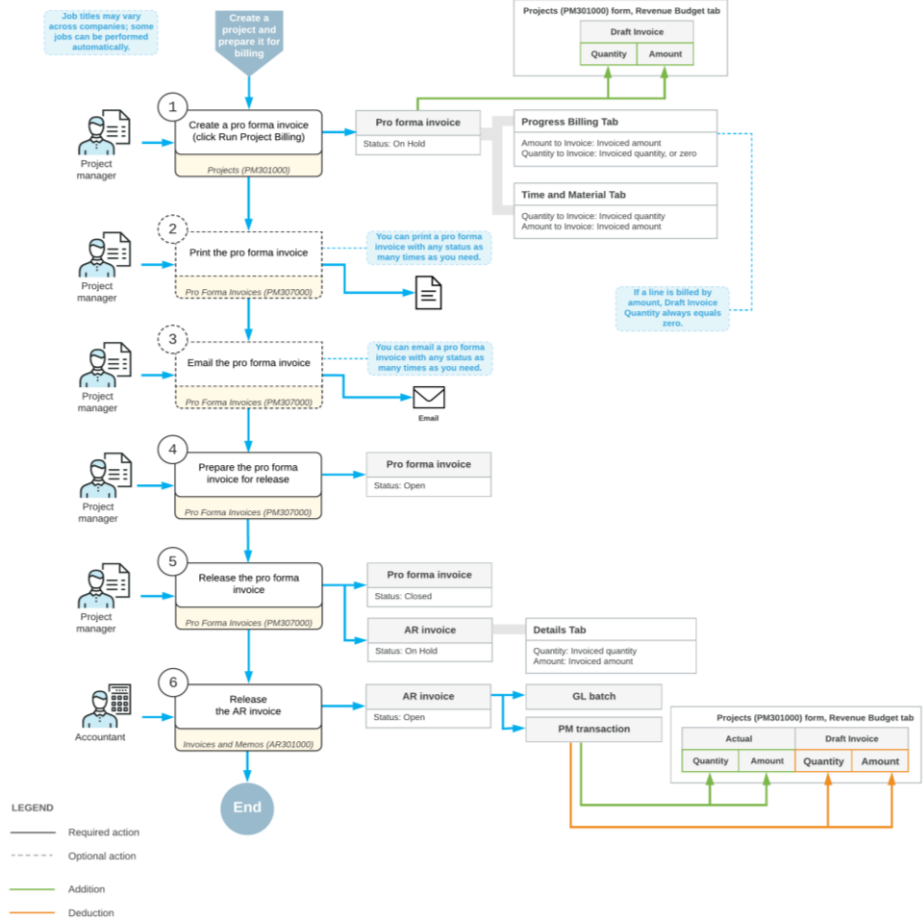 Job titles may vary
across companies; some
jobs can be performed
automatically.
Create a
project and
prepare it for
billing
Projects (PM301000) form, Revenue Budget tab
Draft Invoice
Quantity
Amount
Project
manager
1
Create a pro forma invoice
(click Run Project Billing)
Projects (PM301000)
Pro forma invoice
Status: On Hold
Progress Billing Tab
Amount to Invoice: Invoiced amount
Quantity to Invoice: Invoiced quantity, or zero
Time and Material Tab
Quantity to Invoice: Invoiced quantity
Amount to Invoice: Invoiced amount
If a line is billed by
amount, Draft Invoice
Quantity always equals
zero.
Project
manager
2
Print the pro forma invoice
Pro Forma Invoices (PM307000)
You can print a pro forma
invoice with any status as
many times as you need.
Project
manager
3
Email the pro forma invoice
Pro Forma Invoices (PM307000)
You can email a pro forma
invoice with any status as
many times as you need.
Email
Project
manager
4
Prepare the pro forma
invoice for release
Pro Forma Invoices (PM307000)
Pro forma invoice
Status: Open
Project
manager
5
Release the pro forma
invoice
Pro Forma Invoices (PM307000)
Pro forma invoice
Status: Closed
AR invoice
Status: On Hold
Details Tab
Quantity: Invoiced quantity
Amount: Invoiced amount
Accountant
6
Release
the AR invoice
Invoices and Memos (AR301000)
AR invoice
Status: Open
GL batch
PM transaction
Projects (PM301000) form, Revenue Budget tab
Actual
Draft Invoice
Quantity
Amount
Quantity
Amount
End
LEGEND
Required action
Optional action
Addition
Deduction